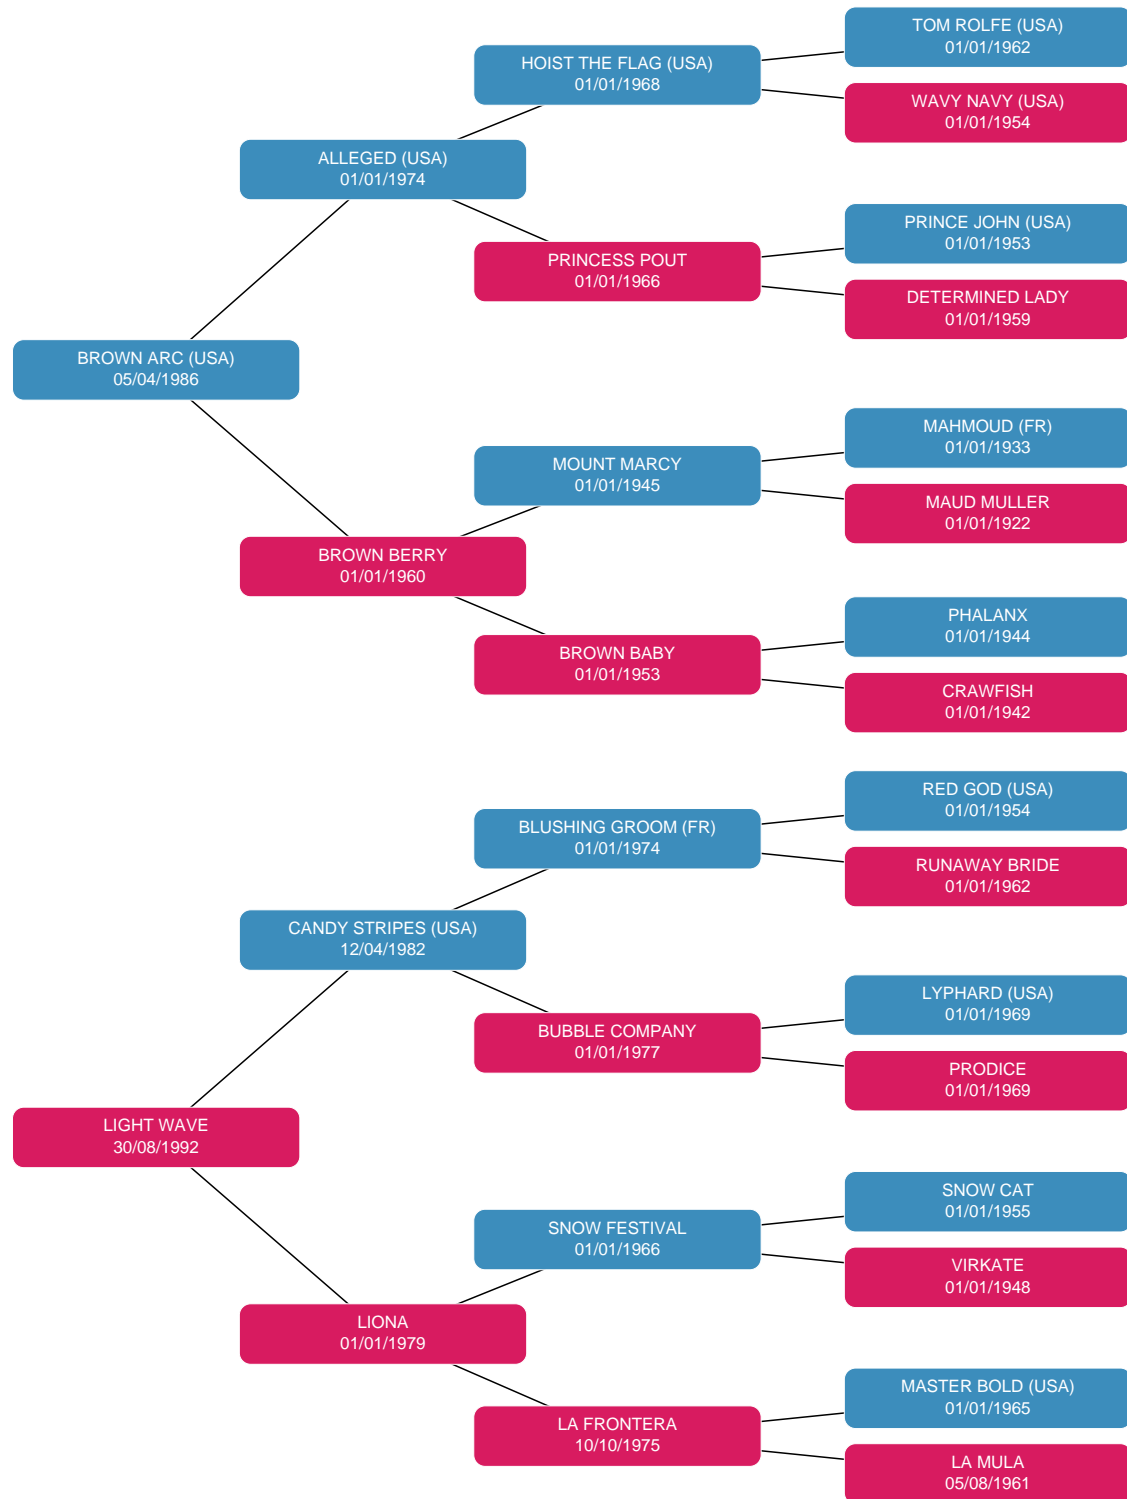 TOM ROLFE (USA)
01/01/1962
HOIST THE FLAG (USA)
01/01/1968
WAVY NAVY (USA)
01/01/1954
ALLEGED (USA)
01/01/1974
PRINCE JOHN (USA)
01/01/1953
PRINCESS POUT
01/01/1966
DETERMINED LADY
01/01/1959
BROWN ARC (USA)
05/04/1986
MAHMOUD (FR)
01/01/1933
MOUNT MARCY
01/01/1945
MAUD MULLER
01/01/1922
BROWN BERRY
01/01/1960
PHALANX
01/01/1944
BROWN BABY
01/01/1953
CRAWFISH
01/01/1942
RED GOD (USA)
01/01/1954
BLUSHING GROOM (FR)
01/01/1974
RUNAWAY BRIDE
01/01/1962
CANDY STRIPES (USA)
12/04/1982
LYPHARD (USA)
01/01/1969
BUBBLE COMPANY
01/01/1977
PRODICE
01/01/1969
LIGHT WAVE
30/08/1992
SNOW CAT
01/01/1955
SNOW FESTIVAL
01/01/1966
VIRKATE
01/01/1948
LIONA
01/01/1979
MASTER BOLD (USA)
01/01/1965
LA FRONTERA
10/10/1975
LA MULA
05/08/1961